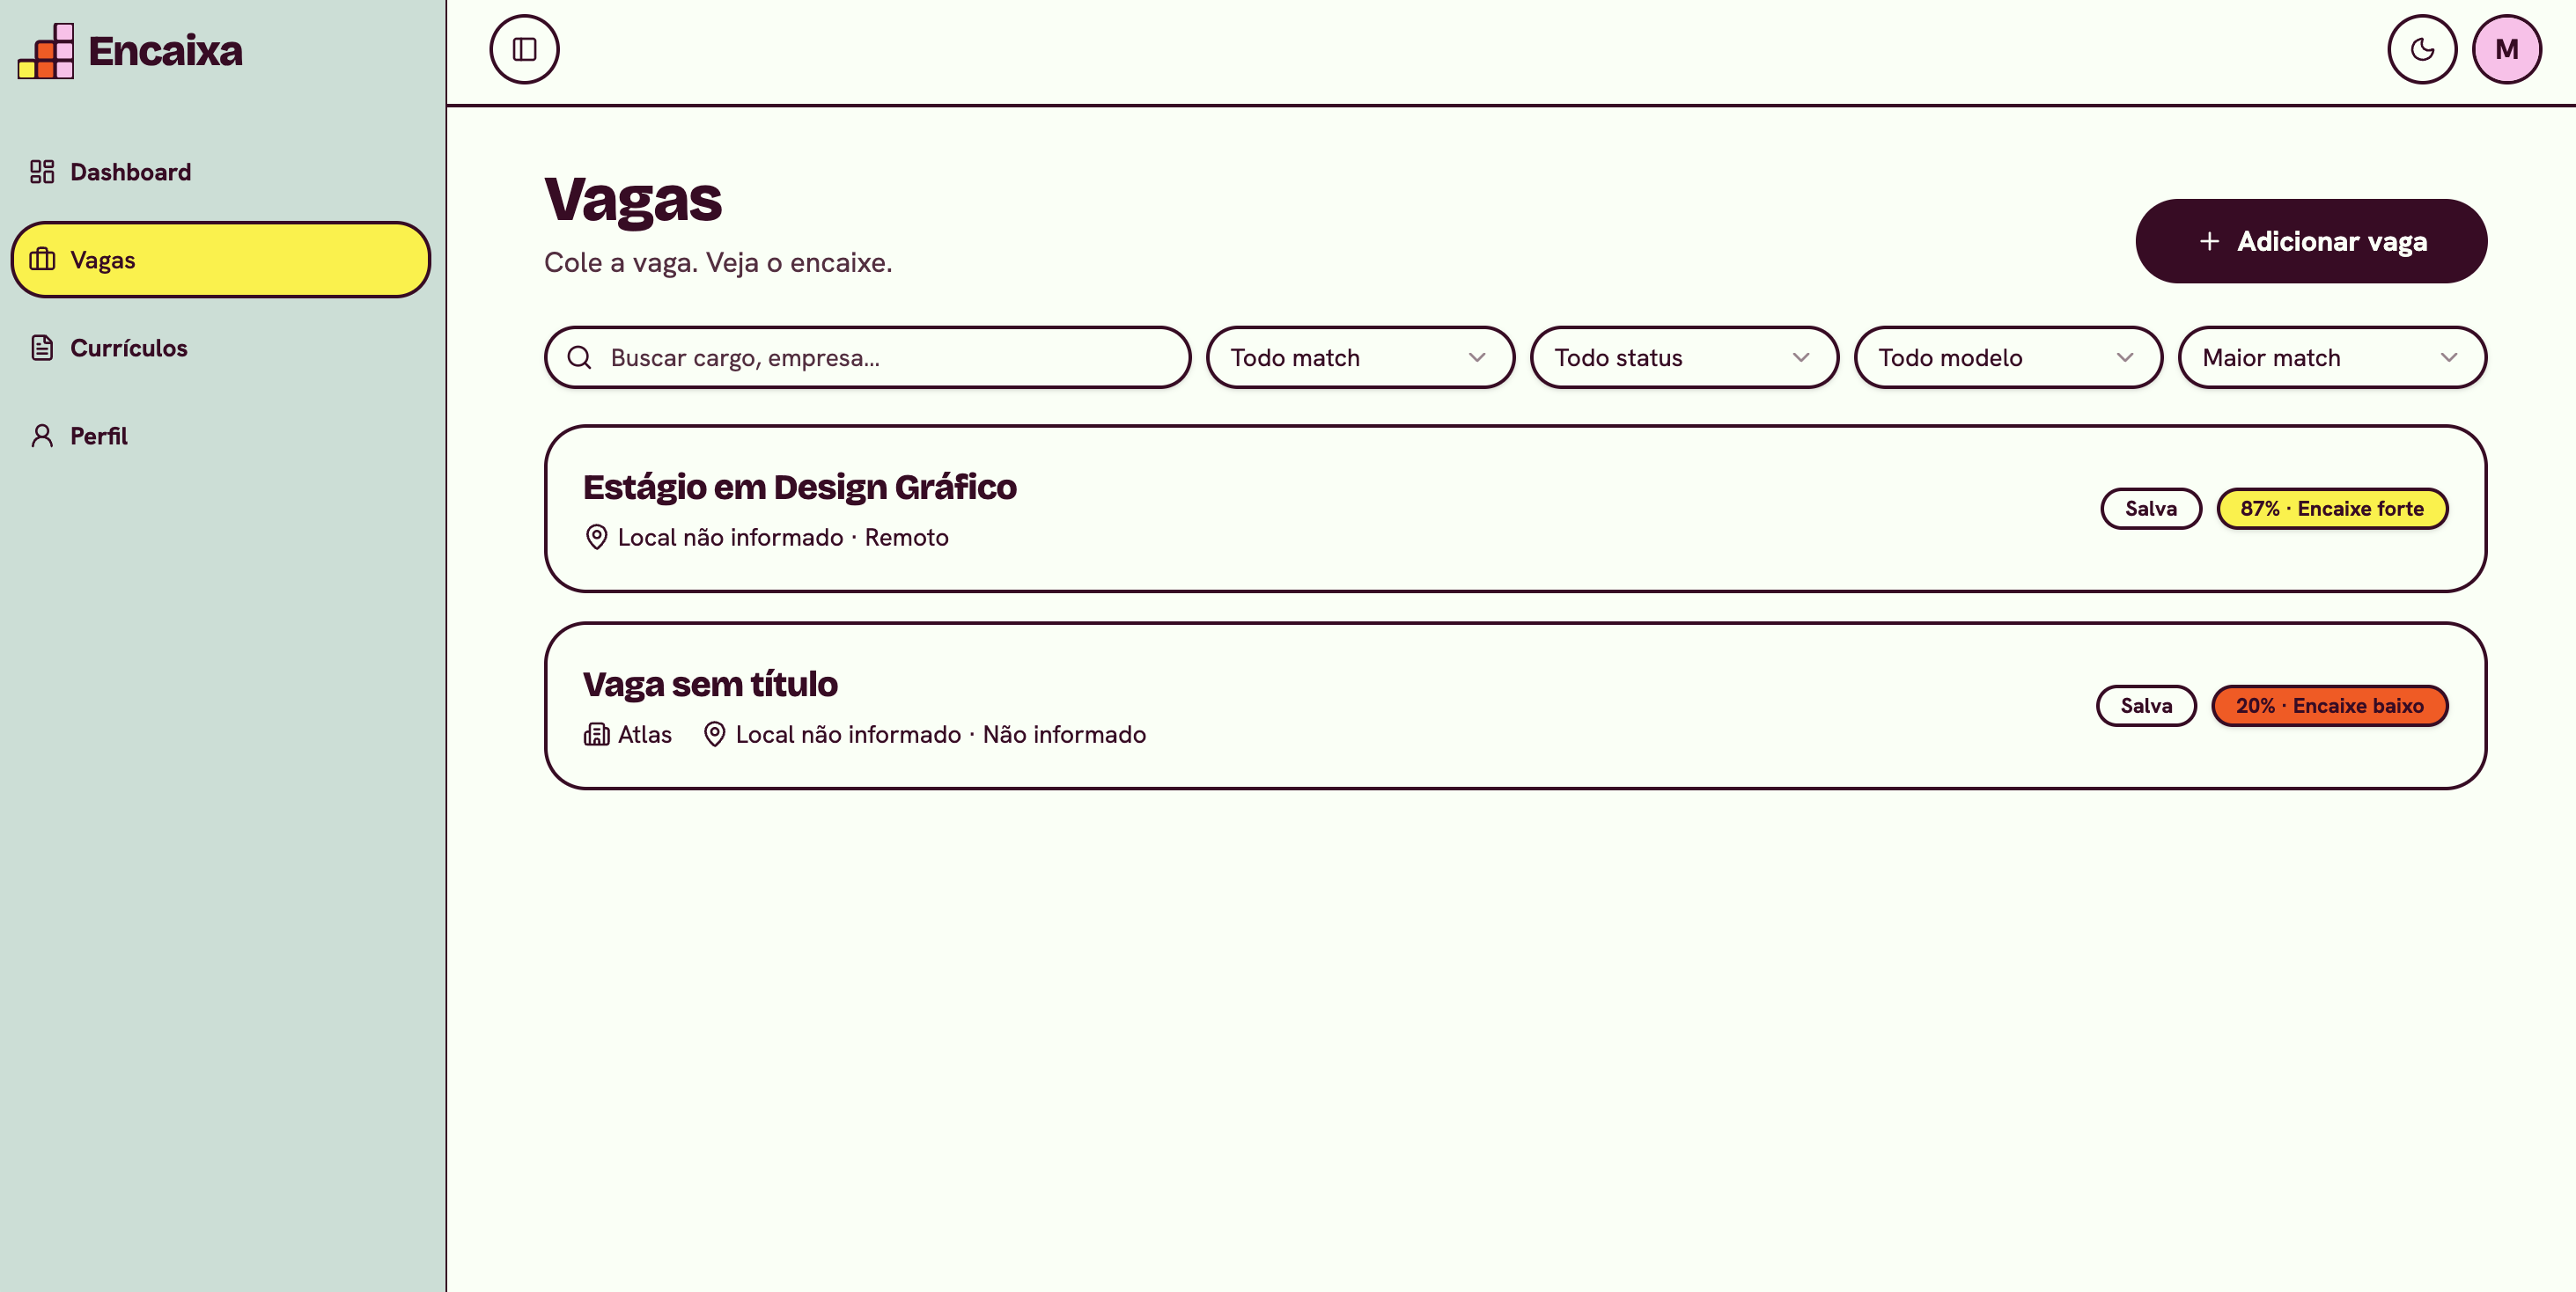 Encaixa
M
Dashboard
Vagas
Currículos
Perfil
Vagas
Cole a vaga. Veja o encaixe.
+ Adicionar vaga
Buscar cargo, empresa...
Todo match
Todo status
Todo modelo
Maior match
Estágio em Design Gráfico
Local não informado · Remoto
Salva
87% · Encaixe forte
Vaga sem título
Atlas Local não informado · Não informado
Salva
20% · Encaixe baixo